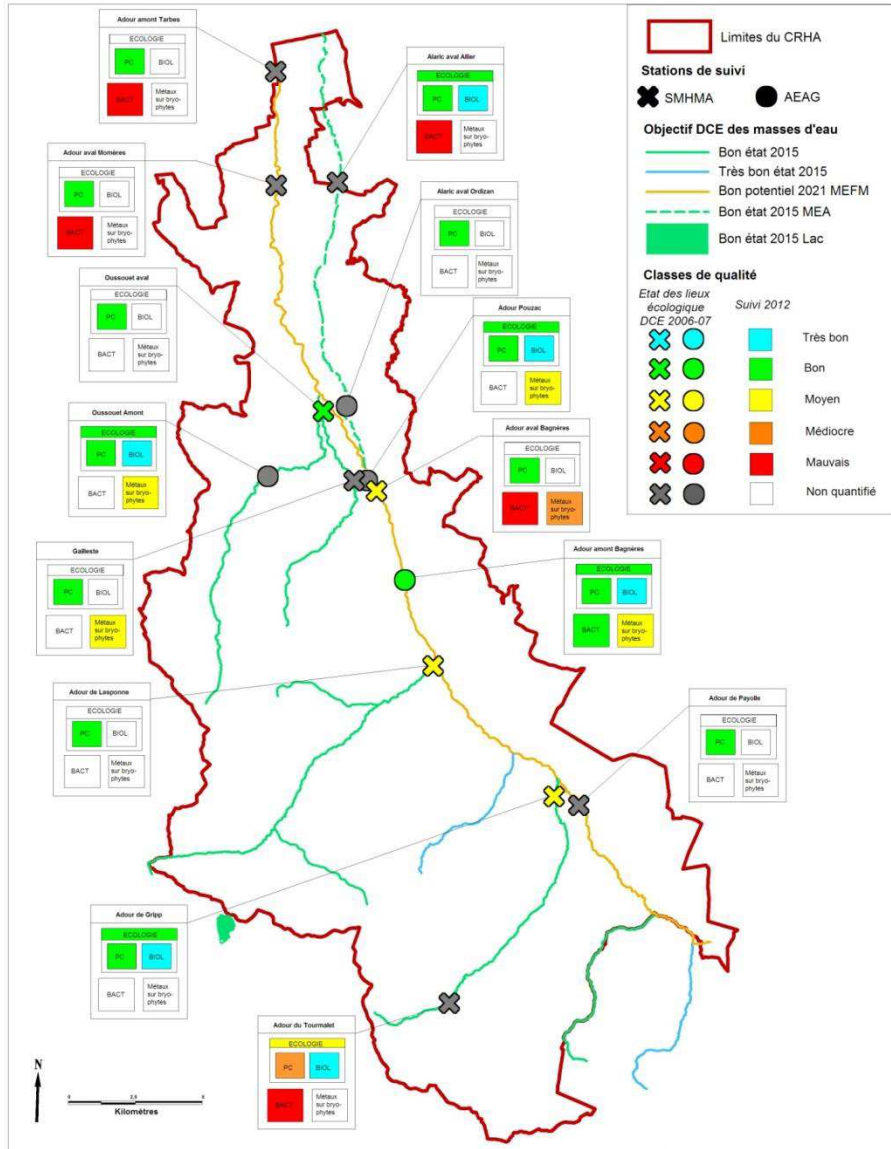 Adour amont Tarbes
ECOLOGIE
PC
BIOL
BACT
Métaux
sur bryo-
phytes
Alaric aval Allier
ECOLOGIE
PC
BIOL
BACT
Métaux
sur bryo-
phytes
Adour aval Momères
ECOLOGIE
PC
BIOL
BACT
Métaux
sur bryo-
phytes
Alaric aval Ordizan
ECOLOGIE
PC
BIOL
BACT
Métaux
sur bryo-
phytes
Oussouet aval
ECOLOGIE
PC
BIOL
BACT
Métaux
sur bryo-
phytes
Adour Pouzac
ECOLOGIE
PC
BIOL
BACT
Métaux
sur bryo-
phytes
Oussouet Amont
ECOLOGIE
PC
BIOL
BACT
Métaux
sur bryo-
phytes
Adour aval Bagnères
ECOLOGIE
PC
BIOL
BACT
Métaux
sur bryo-
phytes
Gailleste
ECOLOGIE
PC
BIOL
BACT
Métaux
sur bryo-
phytes
Adour amont Bagnères
ECOLOGIE
PC
BIOL
BACT
Métaux
sur bryo-
phytes
Adour de Lesponne
ECOLOGIE
PC
BIOL
BACT
Métaux
sur bryo-
phytes
Adour de Payolle
ECOLOGIE
PC
BIOL
BACT
Métaux
sur bryo-
phytes
Adour de Gripp
ECOLOGIE
PC
BIOL
BACT
Métaux
sur bryo-
phytes
Adour du Tourmalet
ECOLOGIE
PC
BIOL
BACT
Métaux
sur bryo-
phytes
Limites du CRHA
Stations de suivi
SMHMA
AEAG
Objectif DCE des masses d'eau
Bon état 2015
Très bon état 2015
Bon potentiel 2021 MEFM
Bon état 2015 MEA
Bon état 2015 Lac
Classes de qualité
Etat des lieux
écologique
DCE 2006-07
Suivi 2012
Très bon
Bon
Moyen
Médiocre
Mauvais
Non quantifié
N
0 2,5 5
Kilomètres